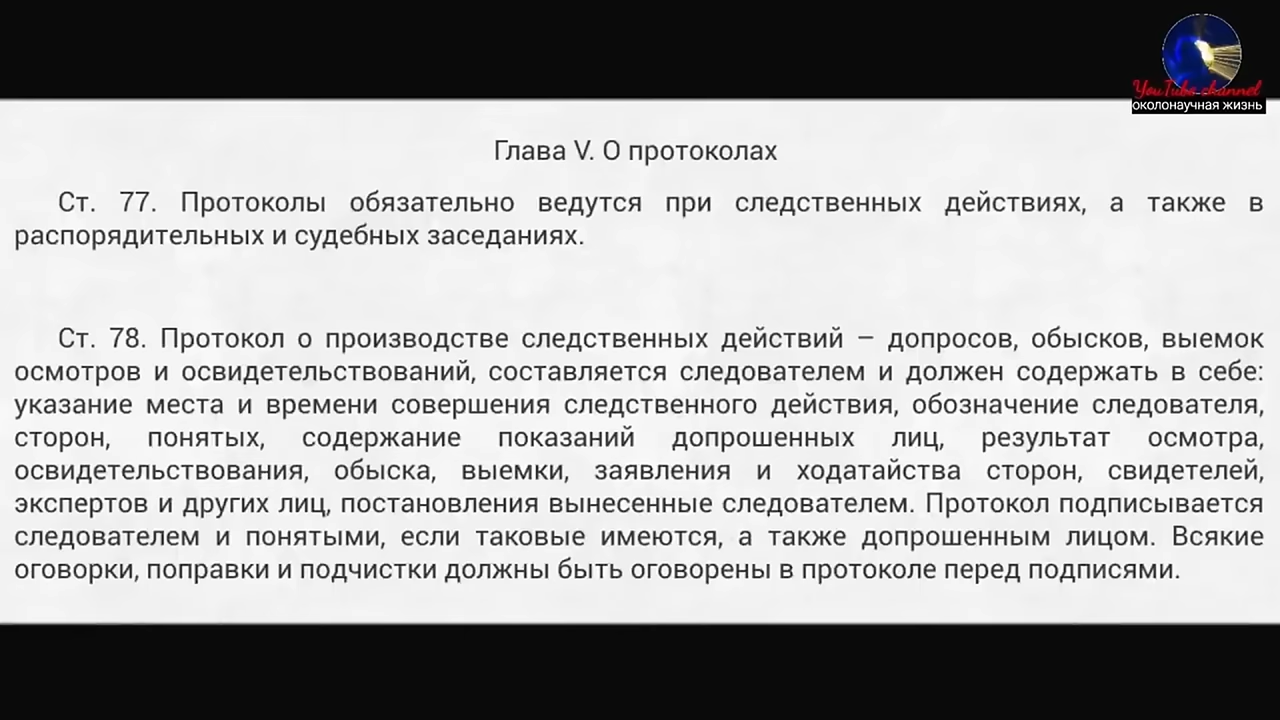 YouTube channel
околонаучная жизнь
Глава V. О протоколах
Ст. 77. Протоколы обязательно ведутся при следственных действиях, а также в
распорядительных и судебных заседаниях.
Ст. 78. Протокол о производстве следственных действий – допросов, обысков, выемок
осмотров и освидетельствований, составляется следователем и должен содержать в себе:
указание места и времени совершения следственного действия, обозначение следователя,
сторон, понятых, содержание показаний допрошенных лиц, результат осмотра,
освидетельствования, обыска, выемки, заявления и ходатайства сторон, свидетелей,
экспертов и других лиц, постановления вынесенные следователем. Протокол подписывается
следователем и понятыми, если таковые имеются, а также допрошенным лицом. Всякие
оговорки, поправки и подчистки должны быть оговорены в протоколе перед подписями.